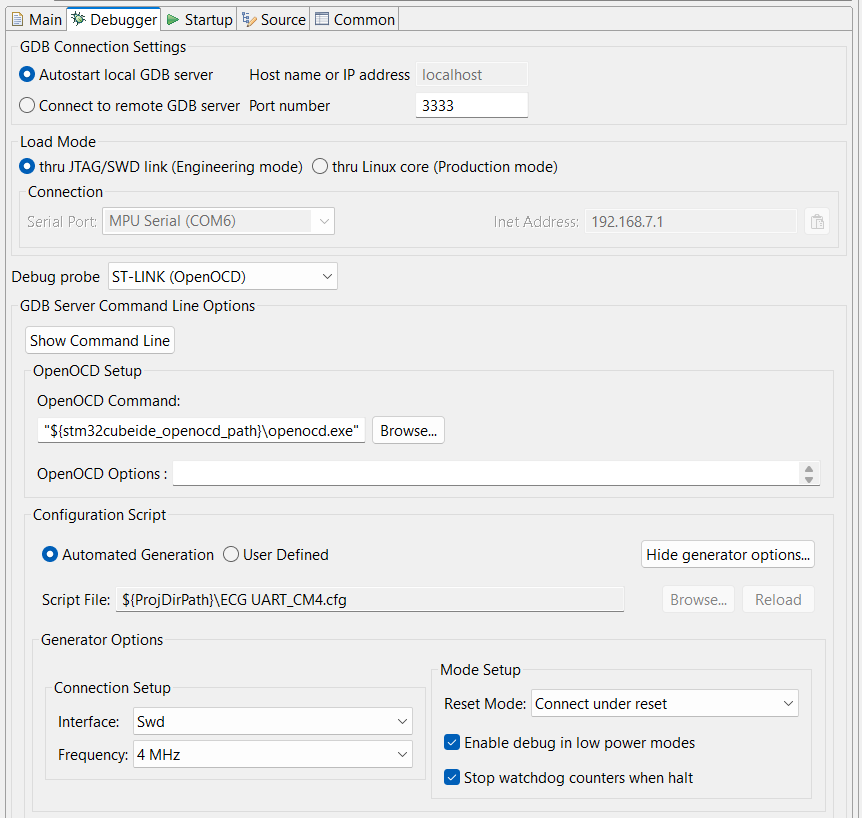 Main Debugger Startup Source Common
GDB Connection Settings
Autostart local GDB server Host name or IP address localhost
Connect to remote GDB server Port number 3333
Load Mode
thru JTAG/SWD link (Engineering mode) thru Linux core (Production mode)
Connection
Serial Port: MPU Serial (COM6) Inet Address: 192.168.7.1
Debug probe ST-LINK (OpenOCD)
GDB Server Command Line Options
Show Command Line
OpenOCD Setup
OpenOCD Command:
"${stm32cubeide_openocd_path}\openocd.exe" Browse...
OpenOCD Options :
Configuration Script
Automated Generation User Defined Hide generator options...
Script File: ${ProjDirPath}\ECG UART_CM4.cfg Browse... Reload
Generator Options
Mode Setup
Connection Setup
Reset Mode: Connect under reset
Interface: Swd
Enable debug in low power modes
Frequency: 4 MHz
Stop watchdog counters when halt